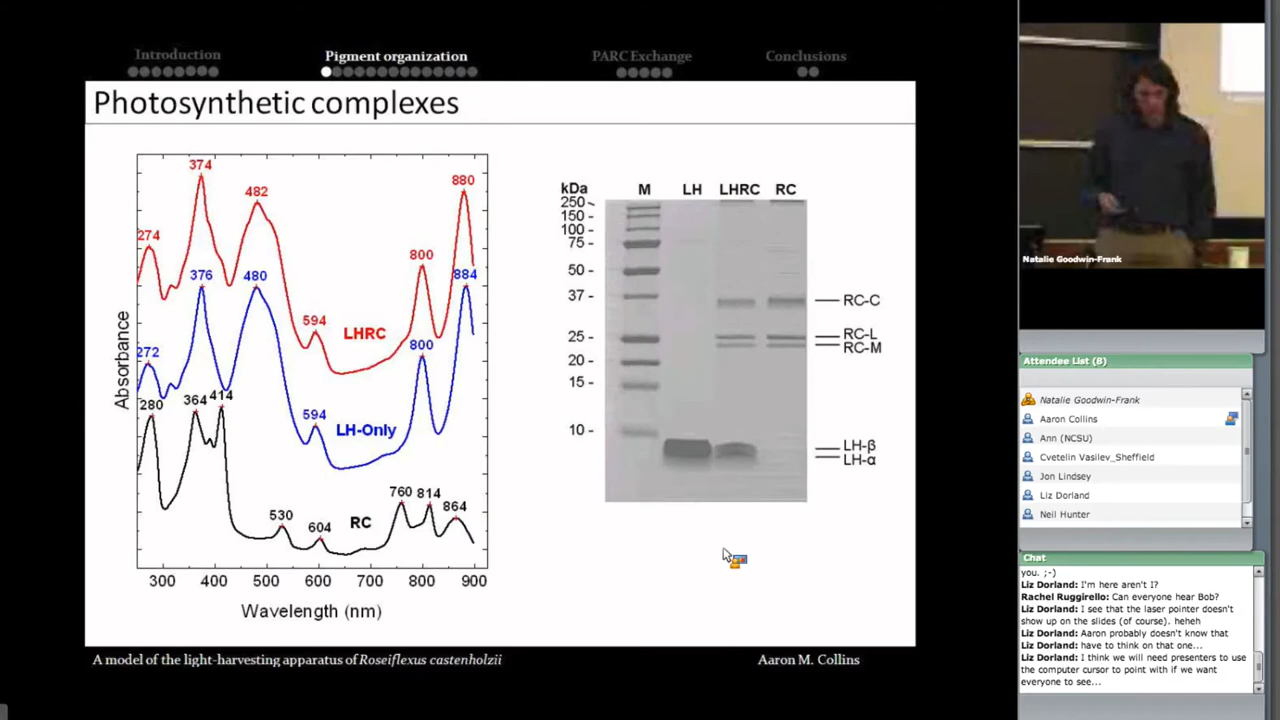 Introduction
Pigment organization
PARC Exchange
Conclusions
Photosynthetic complexes
374
482
880
274
800
376
480
884
594
LHRC
272
800
280
364
414
594
LH-Only
530
604
RC
760
814
864
Absorbance
300
400
500
600
700
800
900
Wavelength (nm)
kDa
M
LH
LHRC
RC
250
150
100
75
50
37
25
20
15
10
RC-C
RC-L
RC-M
LH-β
LH-α
A model of the light-harvesting apparatus of Roseiflexus castenholzii
Aaron M. Collins
Natalie Goodwin-Frank
Attendee List (8)
Natalie Goodwin-Frank
Aaron Collins
Ann (NCSU)
Cvetelin Vasilev_Sheffield
Jon Lindsey
Liz Dorland
Neil Hunter
Chat
you. ;-)
Liz Dorland: I'm here aren't I?
Rachel Ruggirello: Can everyone hear Bob?
Liz Dorland: I see that the laser pointer doesn't
show up on the slides (of course). heheh
Liz Dorland: Aaron probably doesn't know that
Liz Dorland: have to think on that one...
Liz Dorland: I think we will need presenters to use
the computer cursor to point with if we want
everyone to see...